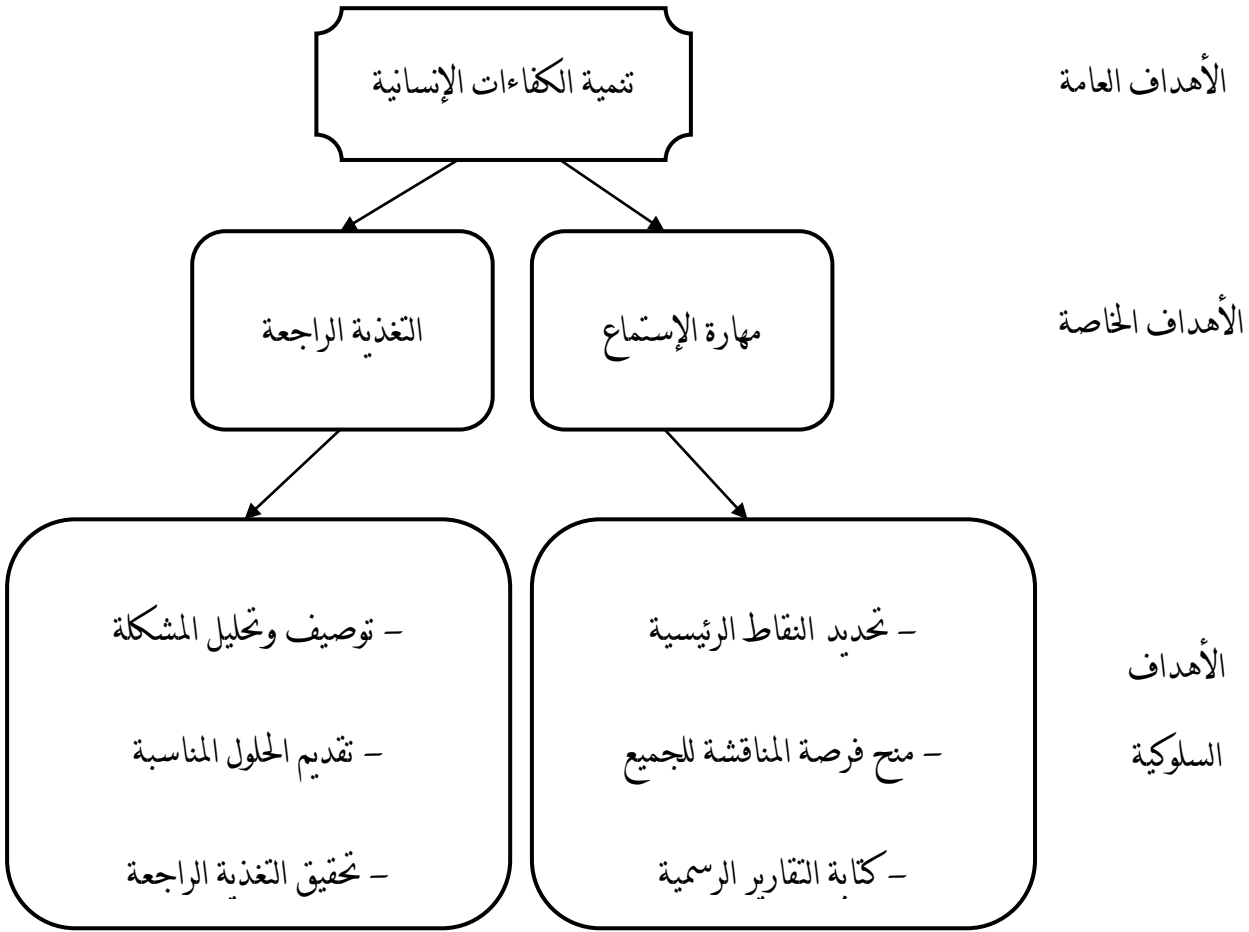 الأهداف العامة
تنمية الكفاءات الإنسانية
الأهداف الخاصة
مهارة الإستماع
التغذية الراجعة
الأهداف
السلوكية
– تحديد النقاط الرئيسية
– منح فرصة المناقشة للجميع
– كتابة التقارير الرسمية
– توصيف وتحليل المشكلة
– تقديم الحلول المناسبة
– تحقيق التغذية الراجعة